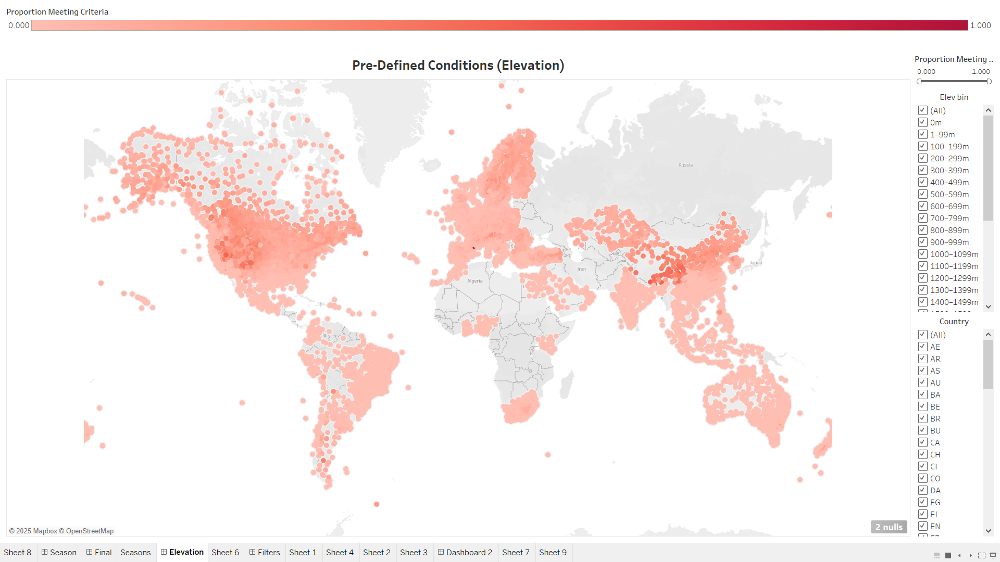 Proportion Meeting Criteria
0.000
1.000
Pre-Defined Conditions (Elevation)
Proportion Meeting ..
0.000 1.000
Elev bin
(All)
0m
1–99m
100–199m
200–299m
300–399m
400–499m
500–599m
600–699m
700–799m
800–899m
900–999m
1000–1099m
1100–1199m
1200–1299m
1300–1399m
1400–1499m
Country
(All)
AE
AR
AS
AU
BA
BE
BR
BU
CA
CH
CI
CO
DA
EG
EI
EN
Russia
Japan
Iran
Algeria
L
ia
© 2025 Mapbox © OpenStreetMap
2 nulls
Sheet 8 Season Final Seasons Elevation Sheet 6 Filters Sheet 1 Sheet 4 Sheet 2 Sheet 3 Dashboard 2 Sheet 7 Sheet 9